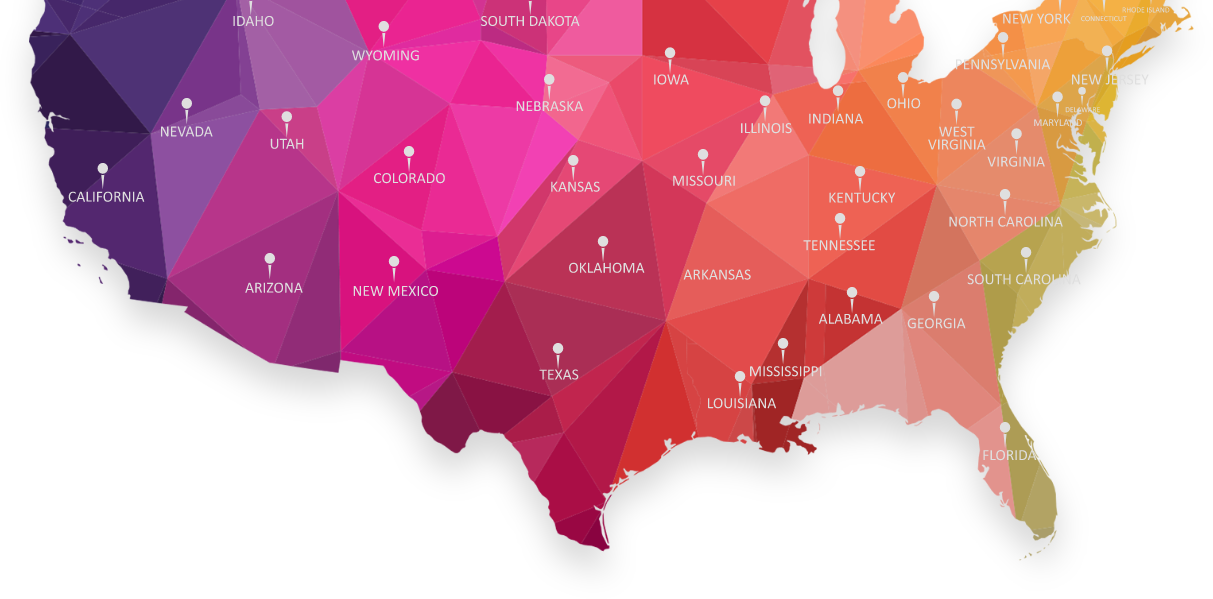 RHODE ISLAND
IDAHO
SOUTH DAKOTA
NEW YORK
CONNECTICUT
WYOMING
PENNSYLVANIA
IOWA
NEW JERSEY
NEBRASKA
OHIO
DELAWARE
INDIANA
MARYLAND
ILLINOIS
NEVADA
WEST
VIRGINIA
UTAH
VIRGINIA
COLORADO
MISSOURI
KANSAS
CALIFORNIA
KENTUCKY
NORTH CAROLINA
TENNESSEE
OKLAHOMA
ARKANSAS
SOUTH CAROLINA
ARIZONA
NEW MEXICO
ALABAMA
GEORGIA
MISSISSIPPI
TEXAS
LOUISIANA
FLORIDA